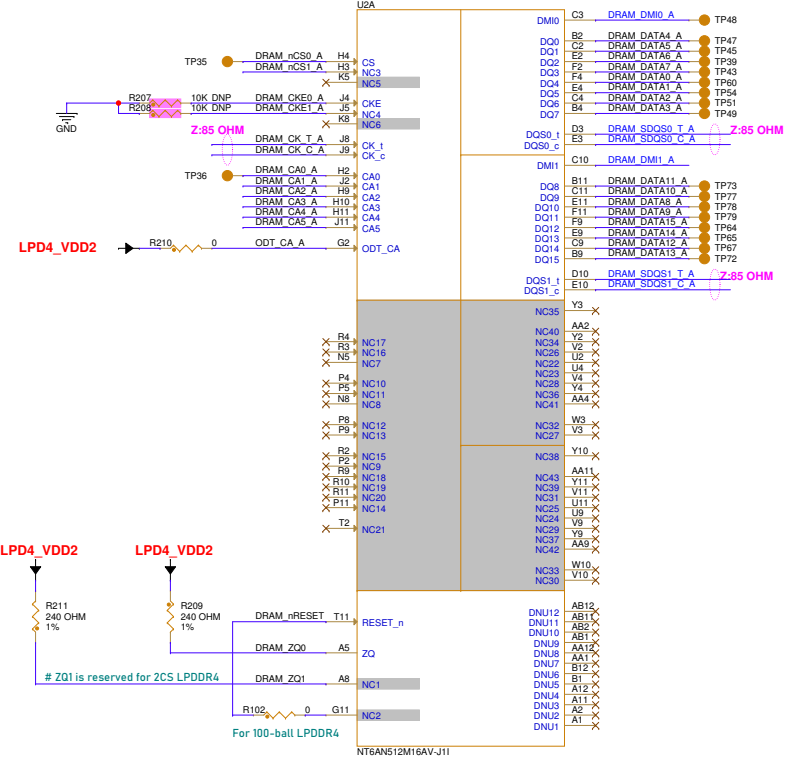 U2A
DMI0 C3 DRAM_DMI0_A TP48
DQ0 B2 DRAM_DATA4_A TP47
DQ1 C2 DRAM_DATA5_A TP45
DQ2 E2 DRAM_DATA6_A TP39
DQ3 F2 DRAM_DATA7_A TP43
DQ4 F4 DRAM_DATA0_A TP60
DQ5 E4 DRAM_DATA1_A TP54
DQ6 C4 DRAM_DATA2_A TP51
DQ7 B4 DRAM_DATA3_A TP49
DQS0_t D3 DRAM_SDQS0_T_A Z:85 OHM
DQS0_c E3 DRAM_SDQS0_C_A
DMI1 C10 DRAM_DMI1_A
DQ8 B11 DRAM_DATA11_A TP73
DQ9 C11 DRAM_DATA10_A TP77
DQ10 E11 DRAM_DATA8_A TP78
DQ11 F11 DRAM_DATA9_A TP79
DQ12 F9 DRAM_DATA15_A TP64
DQ13 E9 DRAM_DATA14_A TP65
DQ14 C9 DRAM_DATA12_A TP67
DQ15 B9 DRAM_DATA13_A TP72
DQS1_t D10 DRAM_SDQS1_T_A Z:85 OHM
DQS1_c E10 DRAM_SDQS1_C_A
TP35 DRAM_nCS0_A H4 CS
DRAM_nCS1_A H3 NC3
K5 NC5
R207 10K DNP DRAM_CKE0_A J4 CKE
R208 10K DNP DRAM_CKE1_A J5 NC4
GND
K8 NC6
Z:85 OHM
DRAM_CK_T_A J8 CK_t
DRAM_CK_C_A J9 CK_c
TP36 DRAM_CA0_A H2 CA0
DRAM_CA1_A J2 CA1
DRAM_CA2_A H9 CA2
DRAM_CA3_A H10 CA3
DRAM_CA4_A H11 CA4
DRAM_CA5_A J11 CA5
LPD4_VDD2 R210 0 ODT_CA_A G2 ODT_CA
R4 NC17
R3 NC16
N5 NC7
P4 NC10
P5 NC11
N8 NC8
P8 NC12
P9 NC13
R2 NC15
P2 NC9
R9 NC18
R10 NC19
R11 NC20
P11 NC14
T2 NC21
NC35 Y3
NC40 AA2
NC34 Y2
NC26 V2
NC22 U2
NC23 U4
NC28 V4
NC36 Y4
NC41 AA4
NC32 W3
NC27 V3
NC38 Y10
NC43 AA11
NC39 Y11
NC31 V11
NC25 U11
NC24 U9
NC29 V9
NC37 Y9
NC42 AA9
NC33 W10
NC30 V10
LPD4_VDD2 LPD4_VDD2
R211 R209
240 OHM 240 OHM
1% 1%
DRAM_nRESET T11 RESET_n
DRAM_ZQ0 A5 ZQ
# ZQ1 is reserved for 2CS LPDDR4
DRAM_ZQ1 A8 NC1
R102 0 G11 NC2
For 100-ball LPDDR4
DNU12 AB12
DNU11 AB11
DNU10 AB2
DNU9 AB1
DNU8 AA12
DNU7 AA1
DNU6 B12
DNU5 B1
DNU4 A12
DNU3 A11
DNU2 A2
DNU1 A1
NT6AN512M16AV-J1I